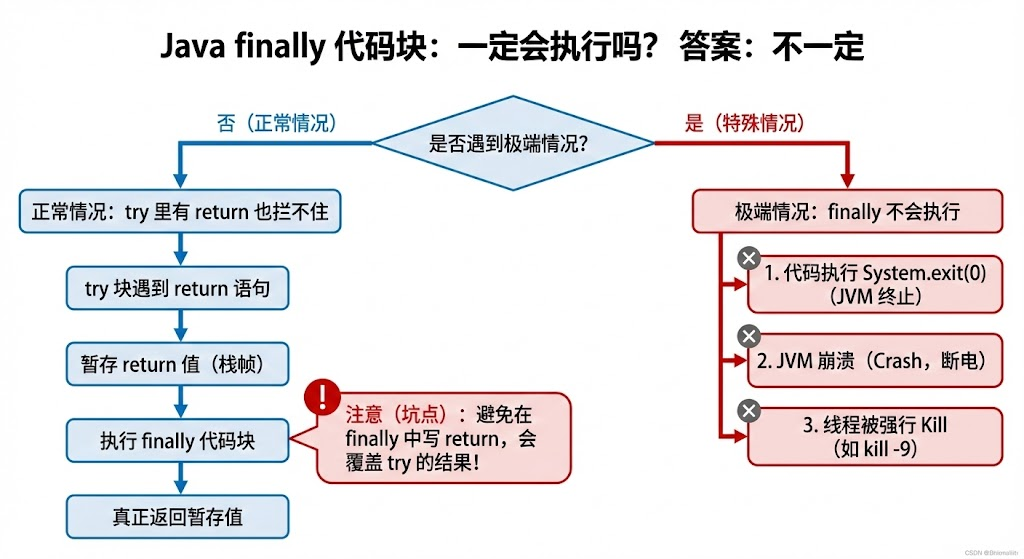 Java finally 代码块：一定会执行吗？ 答案：不一定
否（正常情况）
是否遇到极端情况？
是（特殊情况）
正常情况：try 里有 return 也拦不住
try 块遇到 return 语句
暂存 return 值（栈帧）
执行 finally 代码块
真正返回暂存值
!
注意（坑点）：避免在
finally 中写 return，会
覆盖 try 的结果！
极端情况：finally 不会执行
1. 代码执行 System.exit(0)
（JVM 终止）
2. JVM 崩溃（Crash，断电）
3. 线程被强行 Kill
（如 kill -9）